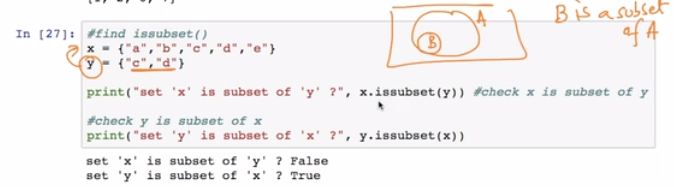 B is a subset
of A
A
B
In [27]: #find issubset()
x = {"a","b","c","d","e"}
y = {"c","d"}
print("set 'x' is subset of 'y' ?", x.issubset(y)) #check x is subset of y
#check y is subset of x
print("set 'y' is subset of 'x' ?", y.issubset(x))
set 'x' is subset of 'y' ? False
set 'y' is subset of 'x' ? True